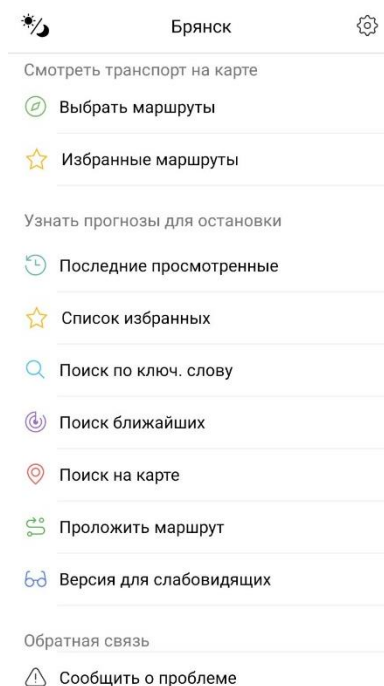 Брянск
Смотреть транспорт на карте
Выбрать маршруты
Избранные маршруты
Узнать прогнозы для остановки
Последние просмотренные
Список избранных
Поиск по ключ. слову
Поиск ближайших
Поиск на карте
Проложить маршрут
Версия для слабовидящих
Обратная связь
Сообщить о проблеме